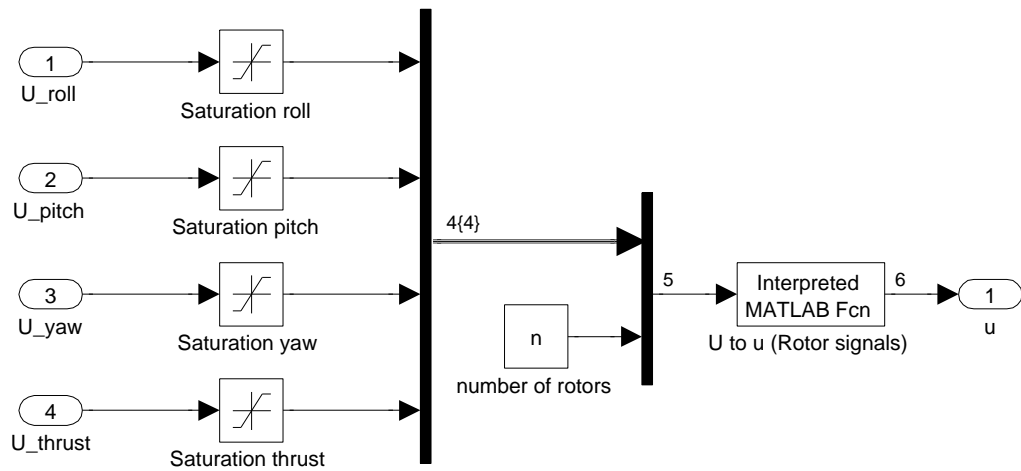 1
U_roll
Saturation roll
2
U_pitch
Saturation pitch
3
U_yaw
Saturation yaw
4
U_thrust
Saturation thrust
4{4}
n
number of rotors
5
Interpreted
MATLAB Fcn
U to u (Rotor signals)
6
1
u